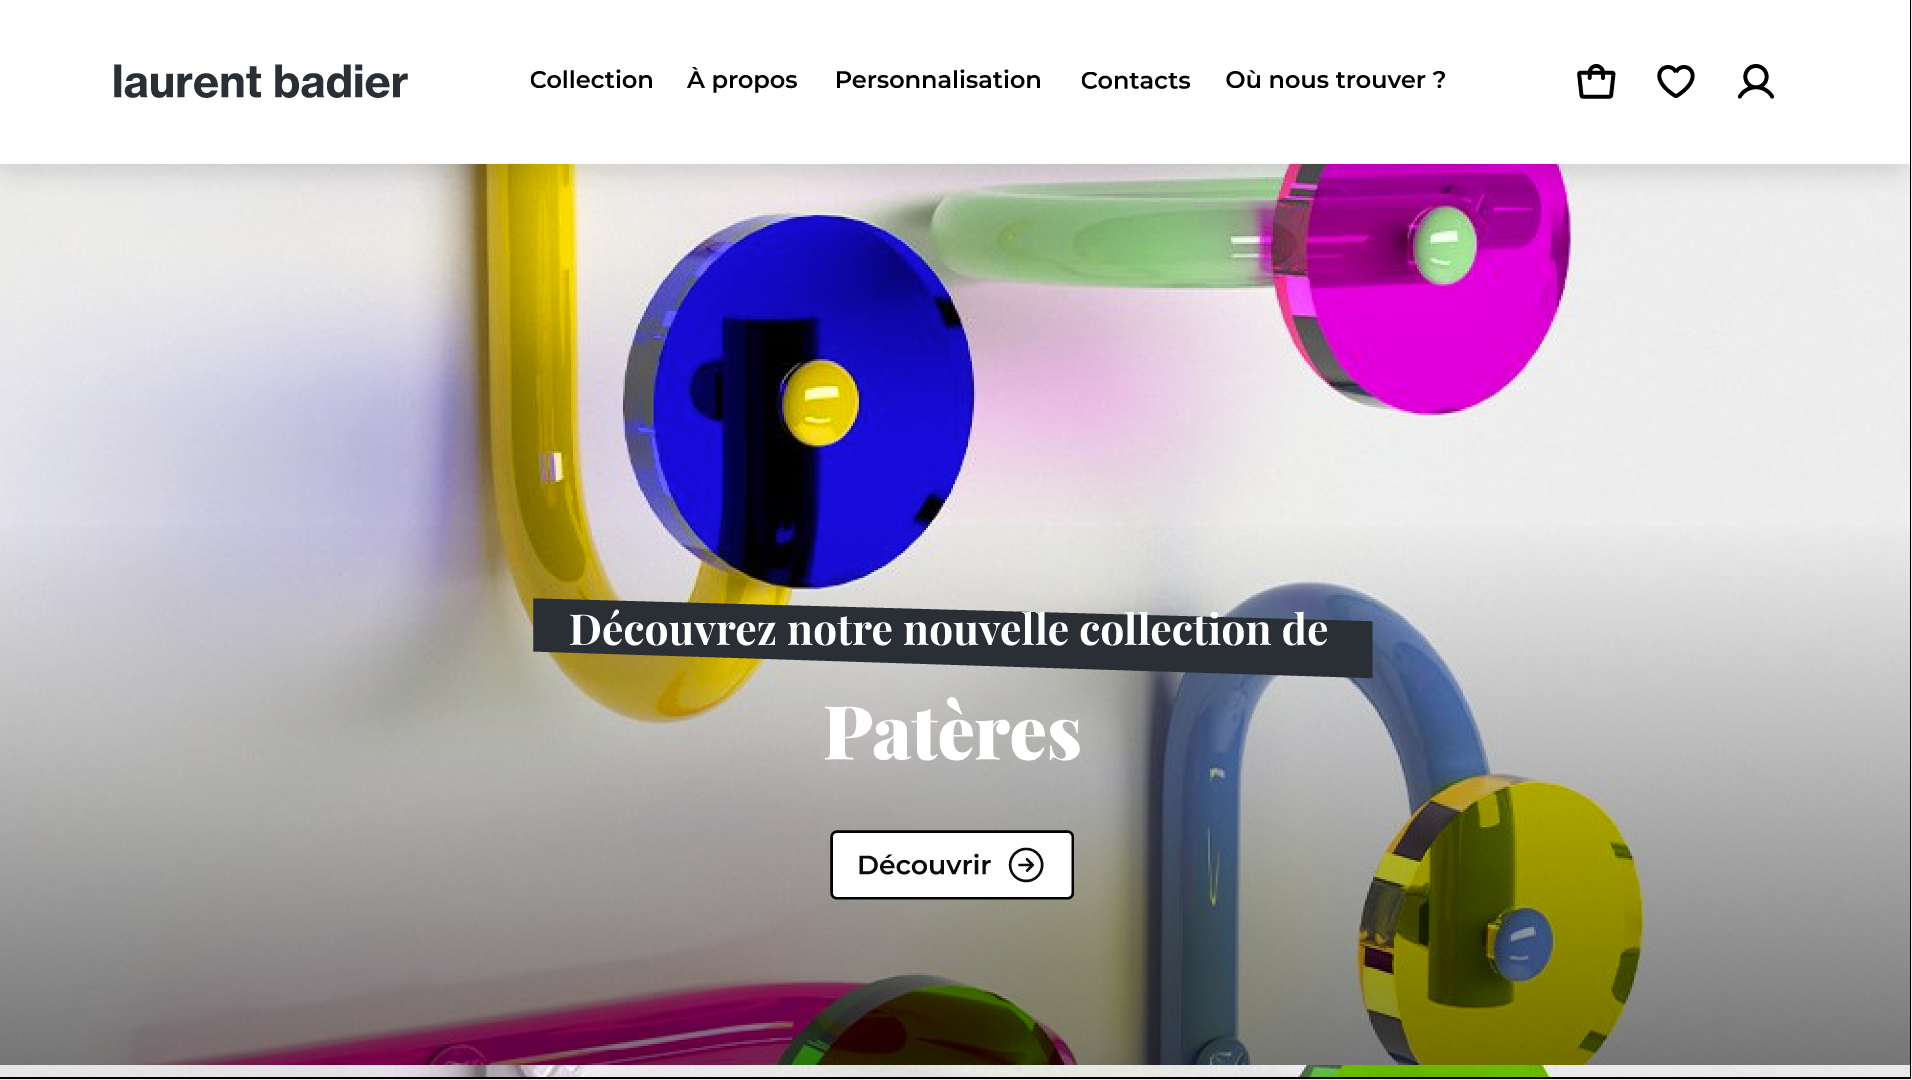 laurent badier
Collection À propos Personnalisation Contacts Où nous trouver ?
Découvrez notre nouvelle collection de
Patères
Découvrir